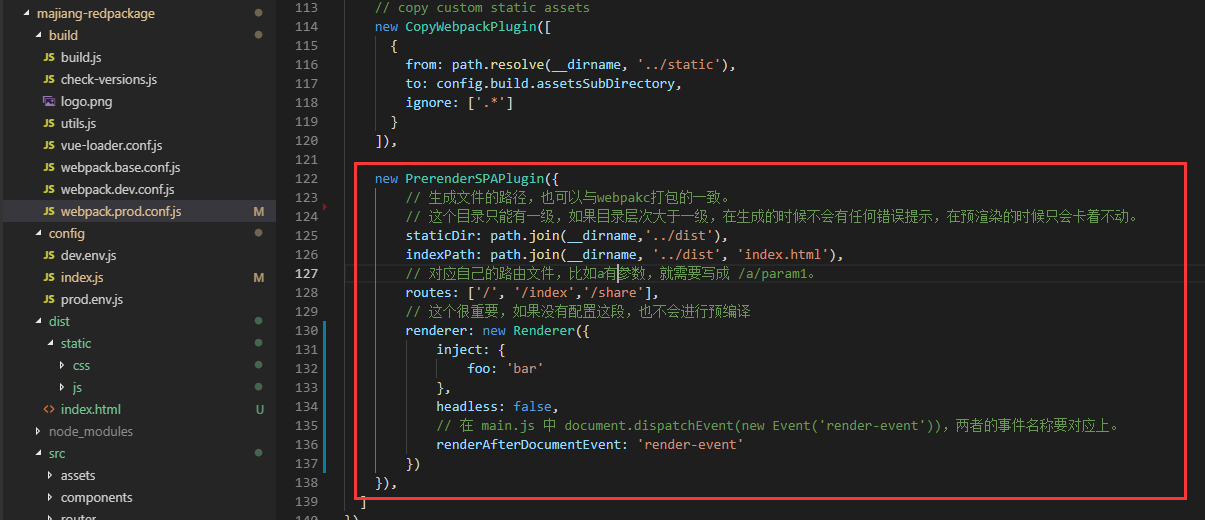 majiang-redpackage
build
JS build.js
JS check-versions.js
logo.png
JS utils.js
JS vue-loader.conf.js
JS webpack.base.conf.js
JS webpack.dev.conf.js
JS webpack.prod.conf.js M
config
JS dev.env.js
JS index.js M
JS prod.env.js
dist
static
css
js
<> index.html U
node_modules
src
assets
components
router
113 // copy custom static assets
114 new CopyWebpackPlugin([
115 {
116 from: path.resolve(__dirname, '../static'),
117 to: config.build.assetsSubDirectory,
118 ignore: ['.*']
119 }
120 ]),
121
122 new PrerenderSPAPlugin({
123 // 生成文件的路径，也可以与webpakc打包的一致。
124 // 这个目录只能有一级，如果目录层次大于一级，在生成的时候不会有任何错误提示，在预渲染的时候只会卡着不动。
125 staticDir: path.join(__dirname,'../dist'),
126 indexPath: path.join(__dirname, '../dist', 'index.html'),
127 // 对应自己的路由文件，比如a有参数，就需要写成 /a/param1。
128 routes: ['/', '/index','/share'],
129 // 这个很重要，如果没有配置这段，也不会进行预编译
130 renderer: new Renderer({
131 inject: {
132 foo: 'bar'
133 },
134 headless: false,
135 // 在 main.js 中 document.dispatchEvent(new Event('render-event'))，两者的事件名称要对应上。
136 renderAfterDocumentEvent: 'render-event'
137 })
138 }),
139 ]
140 })